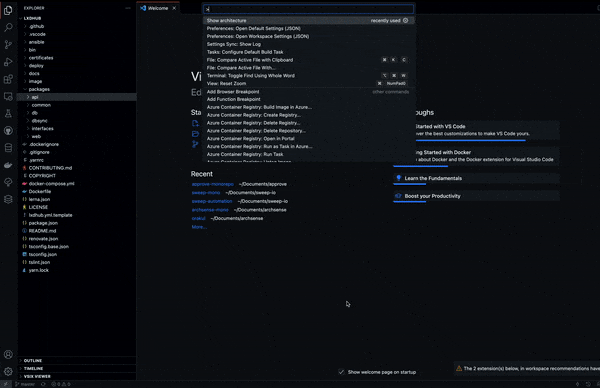 EXPLORER
LXDHUB
.github
.vscode
ansible
bin
certificates
deploy
docs
image
packages
api
common
db
dbsync
interfaces
web
.dockerignore
.gitignore
.yarnrc
CONTRIBUTING.md
COPYRIGHT
docker-compose.yml
Dockerfile
lerna.json
LICENSE
lxdhub.yml.template
package.json
README.md
renovate.json
tsconfig.base.json
tsconfig.json
tslint.json
yarn.lock
OUTLINE
TIMELINE
VSIX VIEWER
master
Welcome
Show architecture recently used
Preferences: Open Default Settings (JSON)
Preferences: Open Workspace Settings (JSON)
Settings Sync: Show Log
Tasks: Configure Default Build Task
File: Compare Active File with Clipboard ⌘ K C
File: Compare Active File With...
Terminal: Toggle Find Using Whole Word ⌥ ⌘ W
View: Reset Zoom ⌘ NumPad0
Add Browser Breakpoint other commands
Add Function Breakpoint
Azure Container Registry: Build Image in Azure...
Azure Container Registry: Create Registry...
Azure Container Registry: Delete Registry...
Azure Container Registry: Delete Repository...
Azure Container Registry: Open in Portal
Azure Container Registry: Run as Task in Azure...
Azure Container Registry: Run Task
Recent
~/Documents/approve
sweep-mono ~/Documents/sweep-io
sweep-automation ~/Documents/sweep-io
archsense-mono ~/Documents/archsense
~/Documents/archsense
More...
Started with VS Code
ver the best customizations to make VS Code yours.
ng Started with Docker
about Docker and the Docker extension for Visual Studio Code
Learn the Fundamentals
Boost your Productivity
Show welcome page on startup
The 2 extension(s) below, in workspace recommendations have